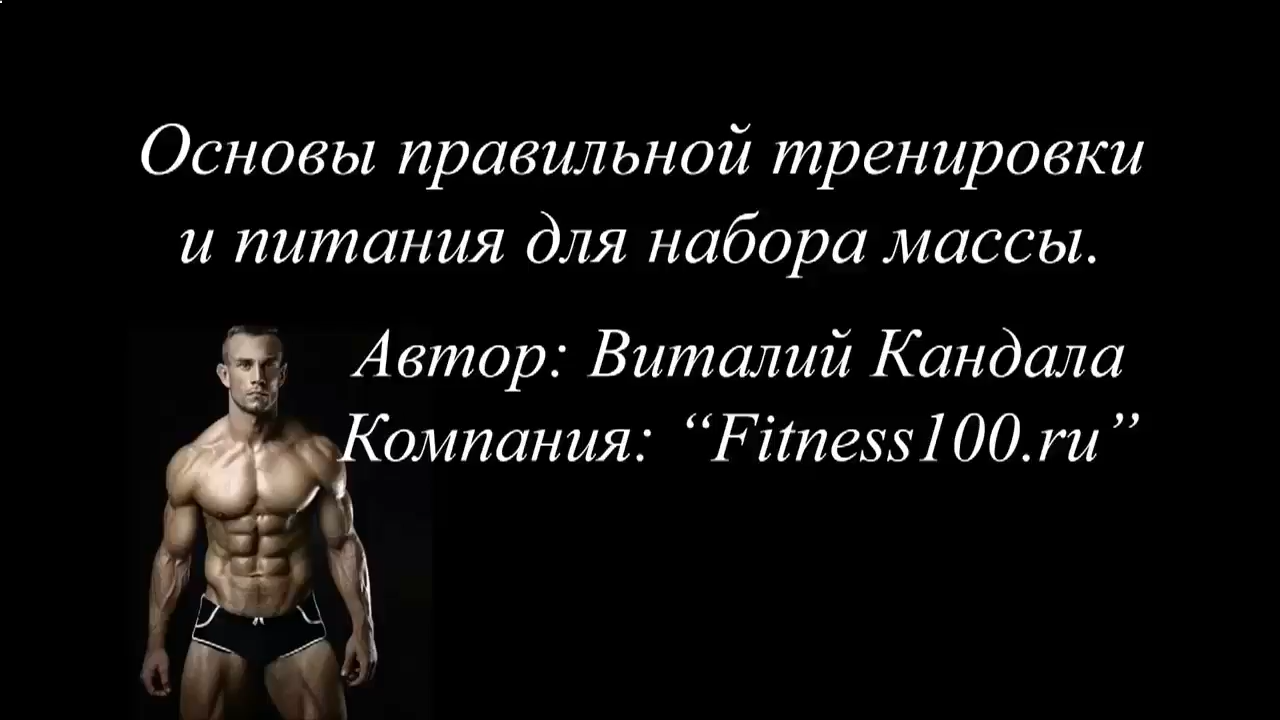 Основы правильной тренировки
и питания для набора массы.
Автор: Виталий Кандала
Компания: “Fitness100.ru”